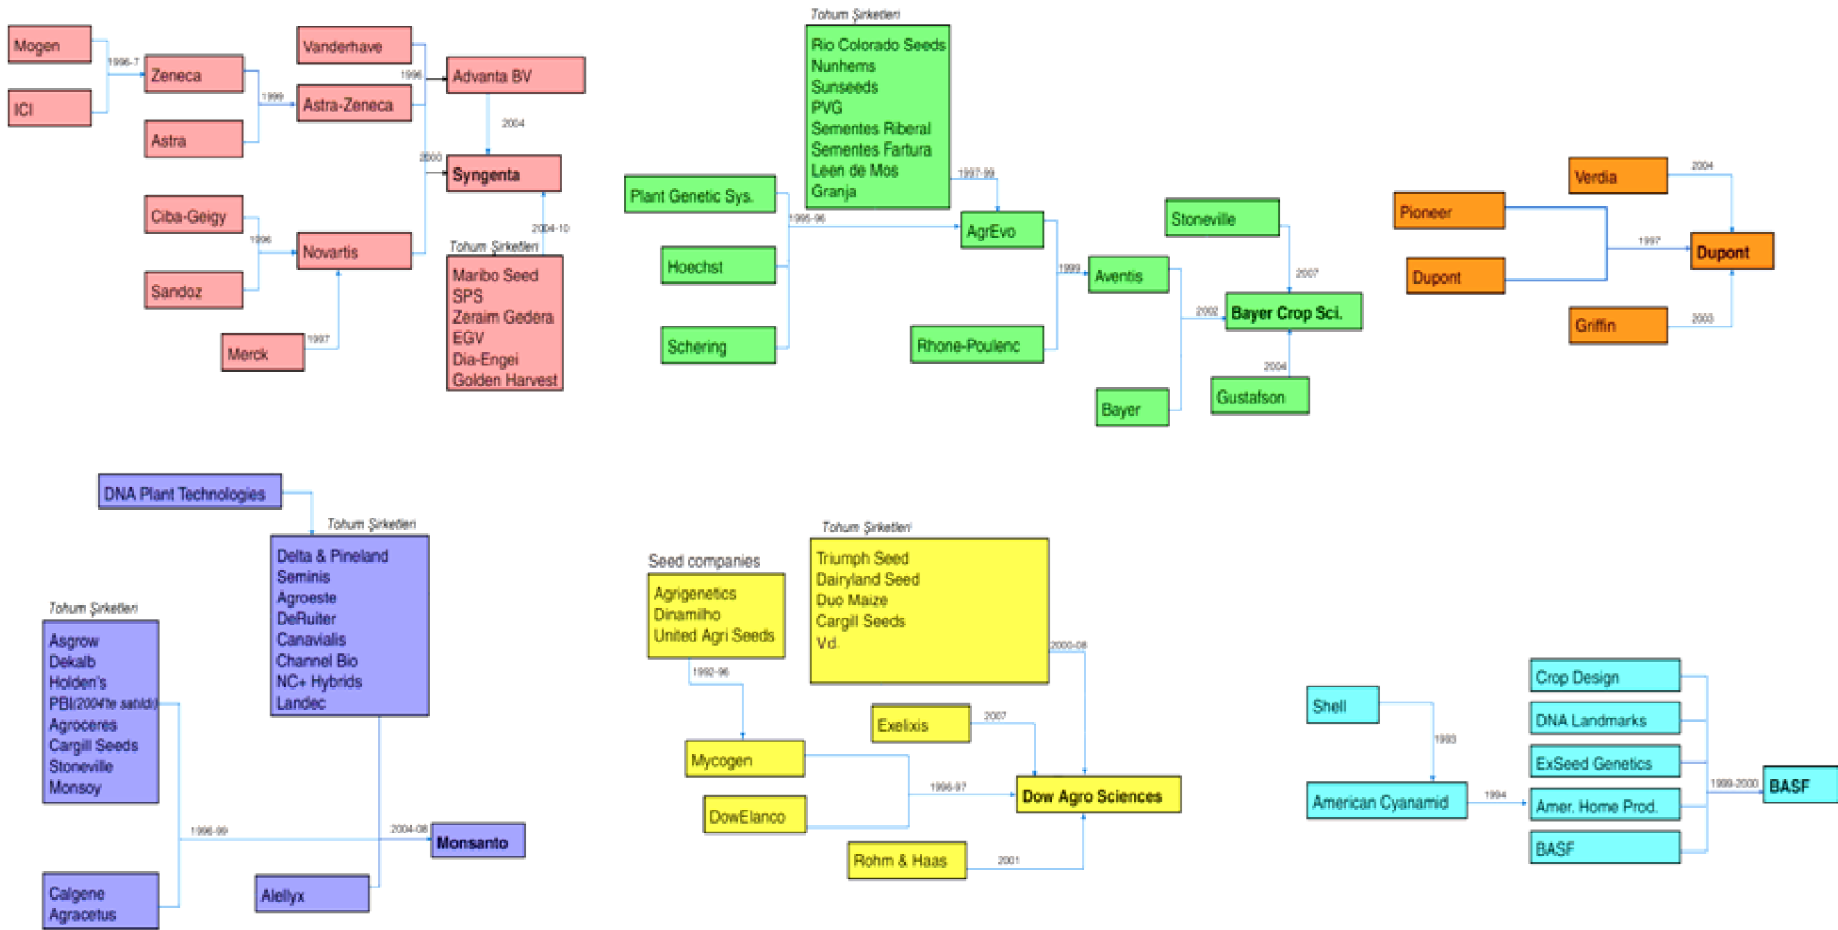 Mogen
ICI
1996-7
Zeneca
Astra
1999
Vanderhave
Astra-Zeneca
1996
Advanta BV
2004
2000
Syngenta
Ciba-Geigy
Sandoz
1996
Novartis
Merck
1997
2004-10
Tohum Şirketleri
Maribo Seed
SPS
Zeraim Gedera
EGV
Dia-Engei
Golden Harvest
Tohum Şirketleri
Rio Colorado Seeds
Nunhems
Sunseeds
PVG
Sementes Riberal
Sementes Fartura
Leen de Mos
Granja
1997-99
Plant Genetic Sys.
Hoechst
Schering
1995-96
AgrEvo
Rhone-Poulenc
1999
Aventis
Bayer
2002
Stoneville
2007
Bayer Crop Sci.
2004
Gustafson
Verdia
2004
Pioneer
Dupont
1997
Dupont
Griffin
2003
DNA Plant Technologies
Tohum Şirketleri
Delta & Pineland
Seminis
Agroeste
DeRuiter
Canavialis
Channel Bio
NC+ Hybrids
Landec
Tohum Şirketleri
Asgrow
Dekalb
Holden's
PBI(2004'te satıldı)
Agroceres
Cargill Seeds
Stoneville
Monsoy
1996-99
2004-08
Monsanto
Calgene
Agracetus
Alellyx
Seed companies
Agrigenetics
Dinamilho
United Agri Seeds
1992-96
Tohum Şirketleri
Triumph Seed
Dairyland Seed
Duo Maize
Cargill Seeds
Vd.
2000-08
Exelixis
2007
Mycogen
DowElanco
1996-97
Dow Agro Sciences
Rohm & Haas
2001
Shell
1993
American Cyanamid
1994
Crop Design
DNA Landmarks
ExSeed Genetics
Amer. Home Prod.
BASF
1999-2000
BASF